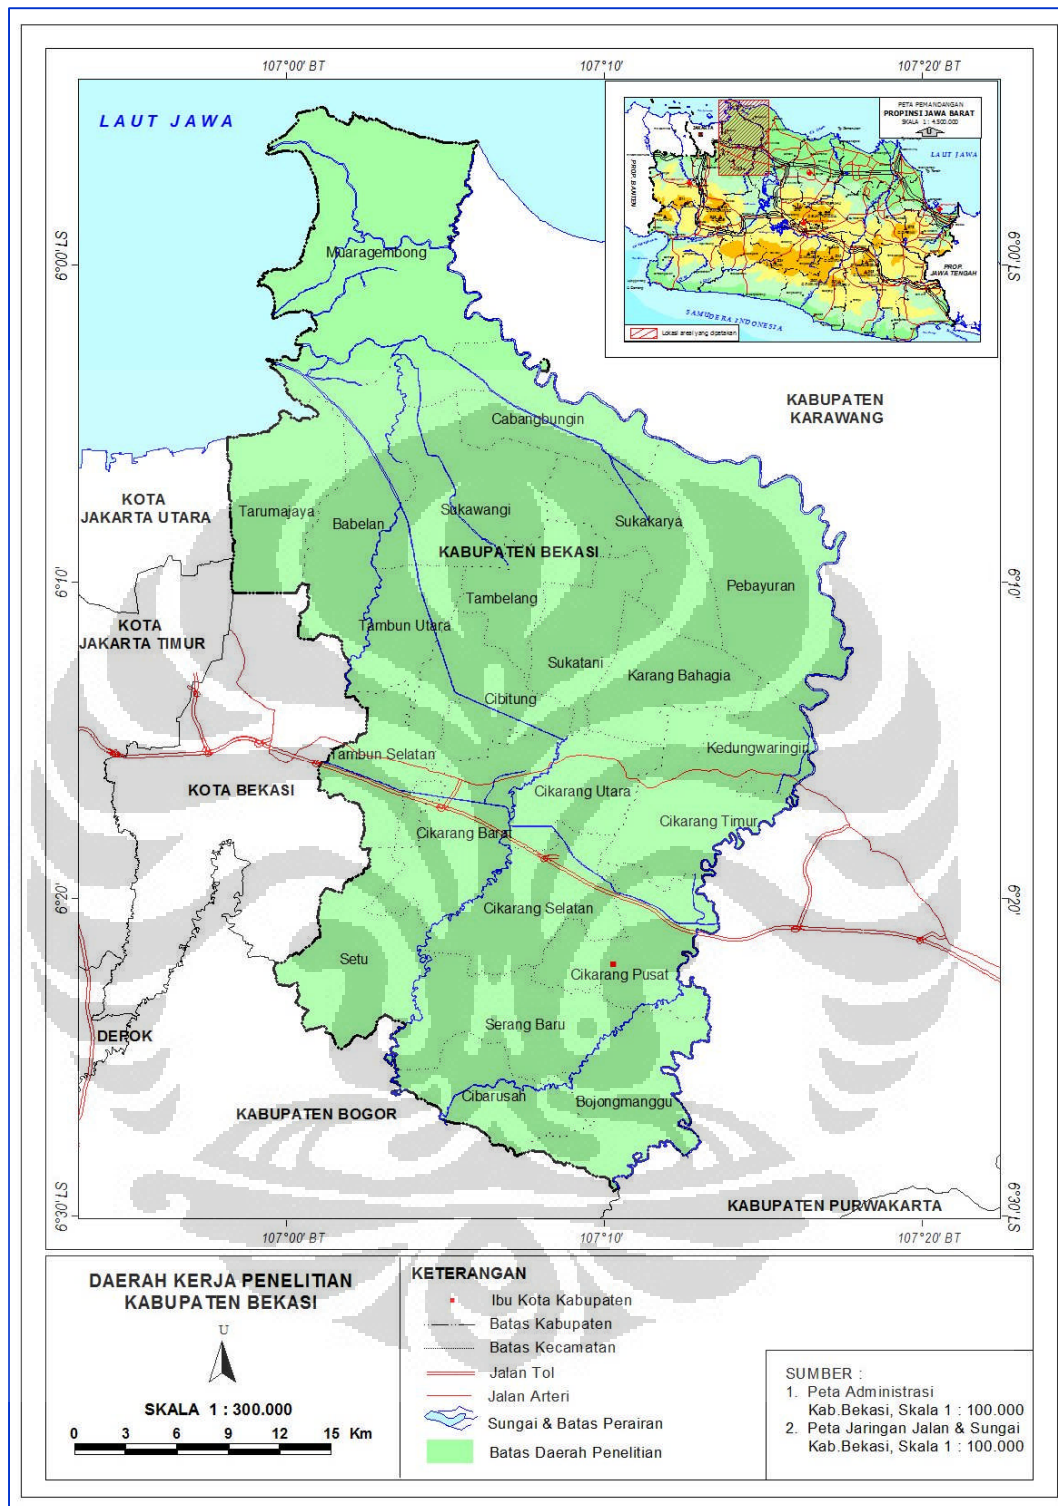 107°00' BT
107°10'
107°20' BT
LAUT JAWA
PETA PEMANDANGAN
PROPINSI JAWA BARAT
SKALA 1 : 4.500.000
U
JAKARTA
LAUT JAWA
PROP. BANTEN
PROP.
JAWA TENGAH
SAMUDERA INDONESIA
Lokasi areal yang dipetakan
6°00' LS
6°00' LS
Muaragembong
KABUPATEN
KARAWANG
Cabangbungin
KOTA
JAKARTA UTARA
Tarumajaya
Babelan
Sukawangi
Sukakarya
KABUPATEN BEKASI
6°10'
6°10'
Pebayuran
Tambelang
KOTA
JAKARTA TIMUR
Tambun Utara
Sukatani
Karang Bahagia
Cibitung
Tambun Selatan
Kedungwaringin
KOTA BEKASI
Cikarang Utara
Cikarang Barat
Cikarang Timur
6°20'
6°20'
Cikarang Selatan
Setu
Cikarang Pusat
Serang Baru
DEPOK
Cibarusah
Bojongmanggu
KABUPATEN BOGOR
KABUPATEN PURWAKARTA
6°30' LS
6°30' LS
107°00' BT
107°10'
107°20' BT
DAERAH KERJA PENELITIAN
KABUPATEN BEKASI
U
SKALA 1 : 300.000
0 3 6 9 12 15 Km
KETERANGAN
Ibu Kota Kabupaten
Batas Kabupaten
Batas Kecamatan
Jalan Tol
Jalan Arteri
Sungai & Batas Perairan
Batas Daerah Penelitian
SUMBER :
1. Peta Administrasi
Kab.Bekasi, Skala 1 : 100.000
2. Peta Jaringan Jalan & Sungai
Kab.Bekasi, Skala 1 : 100.000